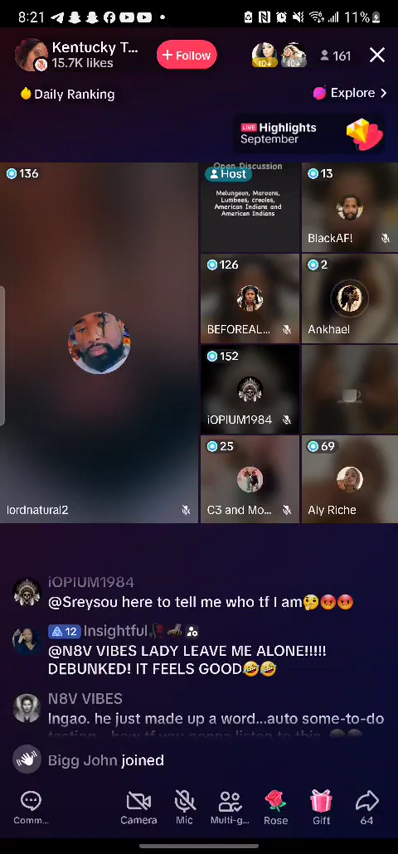 8:21
11%
Kentucky T...
15.7K likes
+ Follow
10+
10+
161
Daily Ranking
Explore >
LIVE Highlights
September
136
Open Discussion
Host
Melungeon, Maroons,
Lumbees, creoles,
American Indians and
American Indians
13
BlackAF!
126
BEFOREAL...
2
Ankhael
152
iOPIUM1984
25
C3 and Mo...
69
Aly Riche
lordnatural2
iOPIUM1984
@Sreysou here to tell me who tf I am🤔😡😡
12 Insightful🥀
@N8V VIBES LADY LEAVE ME ALONE!!!!!
DEBUNKED! IT FEELS GOOD🤣🤣
N8V VIBES
lngao. he just made up a word...auto some-to-do
Bigg John joined
Comm...
Camera
Mic
Multi-g...
Rose
Gift
64